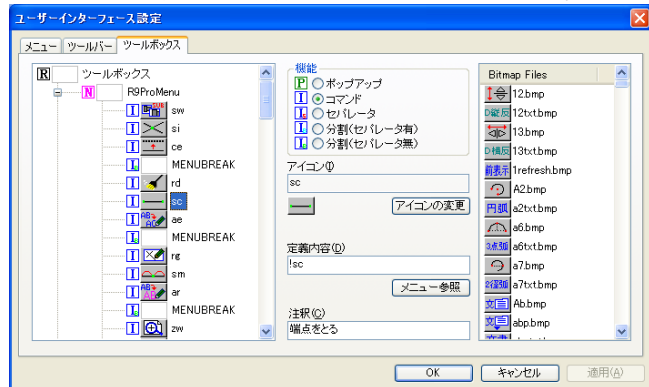 ユーザーインターフェース設定
メニュー ツールバー ツールボックス
R ツールボックス
N R9ProMenu
I sw
I si
I ce
I MENUBREAK
I rd
I sc
I ae
I MENUBREAK
I rg
I sm
I ar
I MENUBREAK
I zw
機能
P ポップアップ
I コマンド
I セパレータ
I 分割(セパレータ有)
I 分割(セパレータ無)
アイコン(I)
sc
アイコンの変更
定義内容(D)
!sc
メニュー参照
注釈(C)
端点をとる
Bitmap Files
12.bmp
12txt.bmp
13.bmp
13txt.bmp
前表示 1refresh.bmp
A2.bmp
円弧 a2txt.bmp
a6.bmp
a6txt.bmp
a7.bmp
a7txt.bmp
Ab.bmp
abp.bmp
OK キャンセル 適用(A)